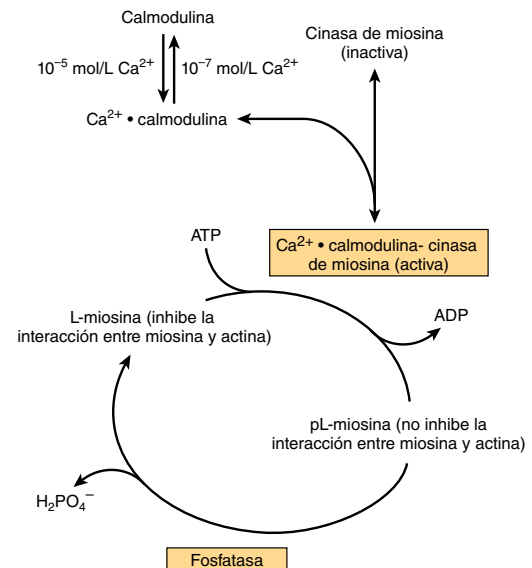 Calmodulina
10⁻⁵ mol/L Ca²⁺
10⁻⁷ mol/L Ca²⁺
Ca²⁺ • calmodulina
Cinasa de miosina
(inactiva)
Ca²⁺ • calmodulina- cinasa
de miosina (activa)
ATP
ADP
L-miosina (inhibe la
interacción entre miosina y actina)
pL-miosina (no inhibe la
interacción entre miosina y actina)
H₂PO₄⁻
Fosfatasa